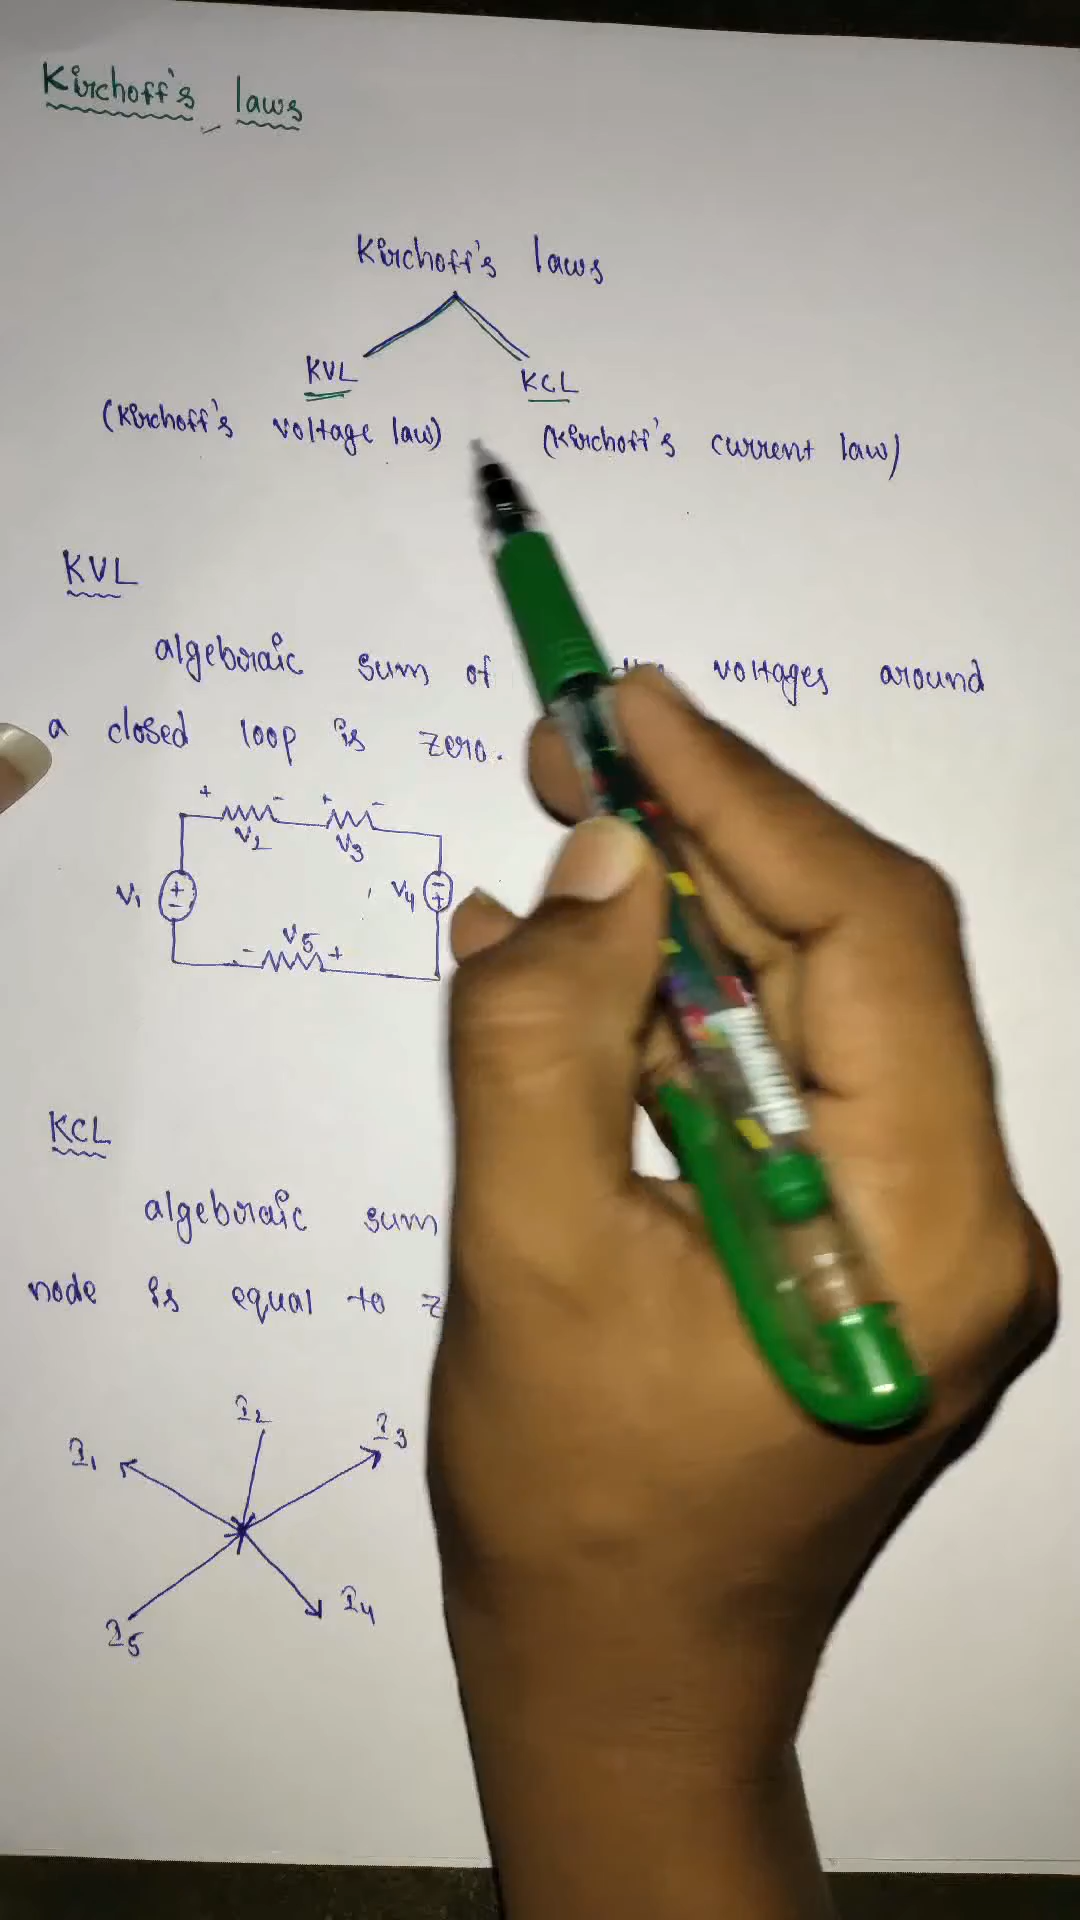 Kirchoff's laws
Kirchoff's laws
KVL KCL
(Kirchoff's voltage law) (Kirchoff's current law)
KVL
algebraic sum of voltages around
a closed loop is zero.
+ - + -
V2 V3
V1 + - V4 - +
V5
- +
KCL
algebraic sum
node is equal to
I2
I1 I3
I4
I5